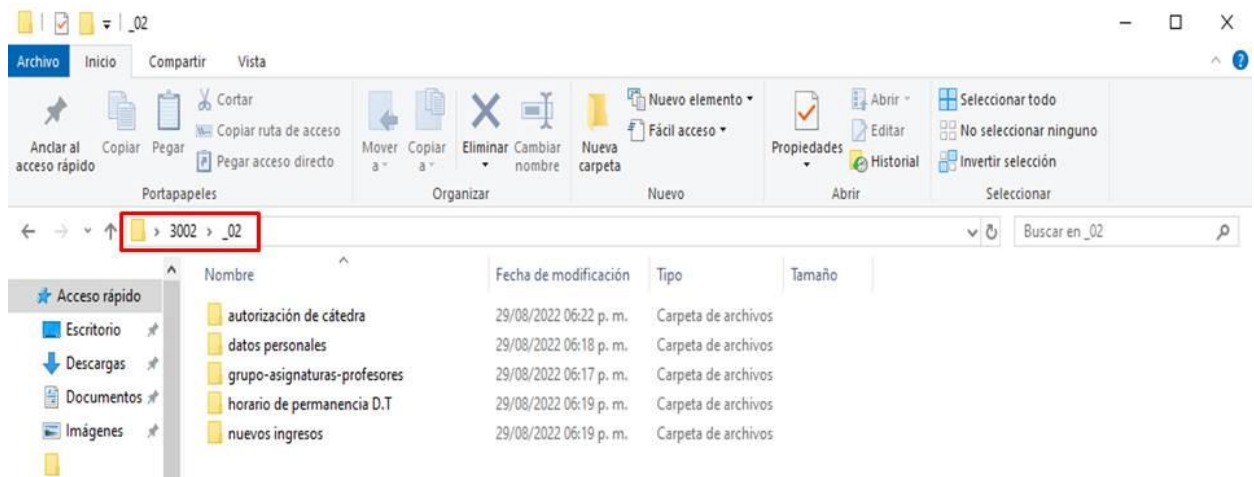 _02
Archivo Inicio Compartir Vista
Anclar al acceso rápido
Copiar
Pegar
Cortar
Copiar ruta de acceso
Pegar acceso directo
Portapapeles
Mover a
Copiar a
Eliminar
Cambiar nombre
Organizar
Nueva carpeta
Nuevo elemento
Fácil acceso
Nuevo
Propiedades
Abrir
Editar
Historial
Abrir
Seleccionar todo
No seleccionar ninguno
Invertir selección
Seleccionar
3002 > _02
Buscar en _02
Acceso rápido
Escritorio
Descargas
Documentos
Imágenes
Nombre Fecha de modificación Tipo Tamaño
autorización de cátedra 29/08/2022 06:22 p. m. Carpeta de archivos
datos personales 29/08/2022 06:18 p. m. Carpeta de archivos
grupo-asignaturas-profesores 29/08/2022 06:17 p. m. Carpeta de archivos
horario de permanencia D.T 29/08/2022 06:19 p. m. Carpeta de archivos
nuevos ingresos 29/08/2022 06:19 p. m. Carpeta de archivos